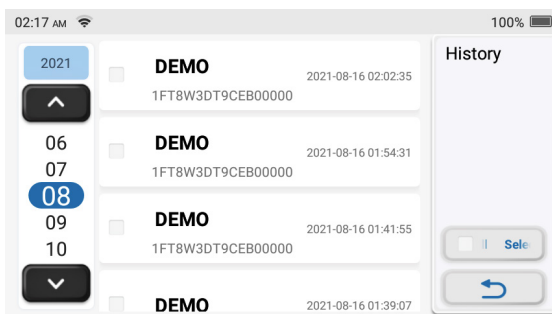 02:17 AM
100%
2021
06
07
08
09
10
DEMO
2021-08-16 02:02:35
1FT8W3DT9CEB00000
DEMO
2021-08-16 01:54:31
1FT8W3DT9CEB00000
DEMO
2021-08-16 01:41:55
1FT8W3DT9CEB00000
DEMO
2021-08-16 01:39:07
History